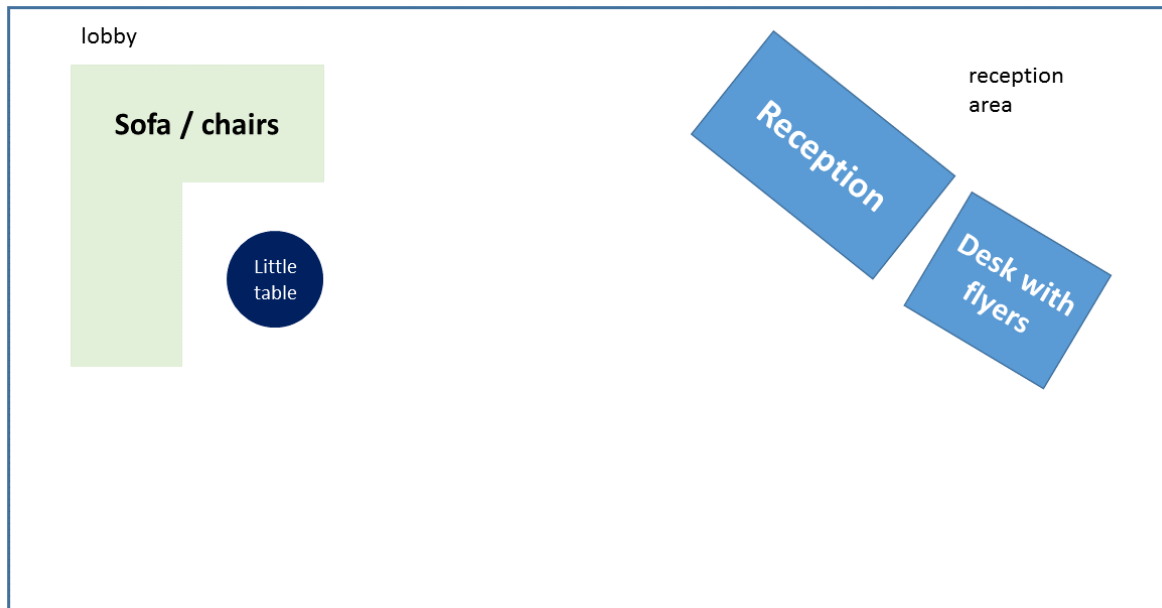 lobby
Sofa / chairs
Little
table
Reception
reception
area
Desk with
flyers